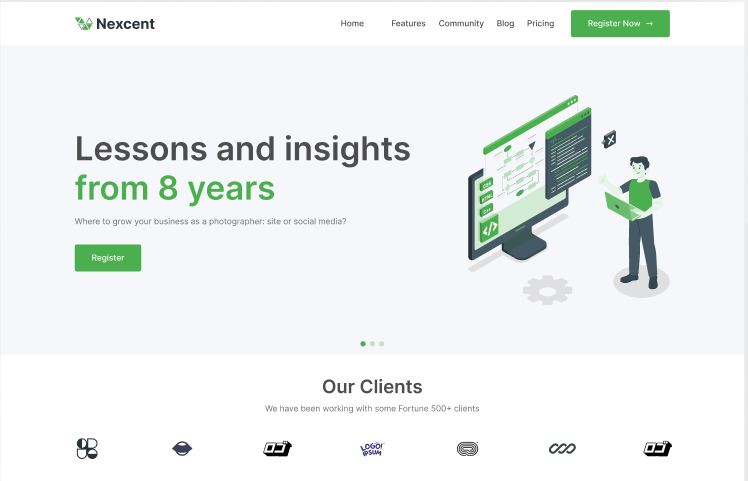 Nexcent
Home Features Community Blog Pricing Register Now →
Lessons and insights
from 8 years
Where to grow your business as a photographer: site or social media?
Register
CSS
HTML
C++
</>
Our Clients
We have been working with some Fortune 500+ clients
LOGO!
IPSUM